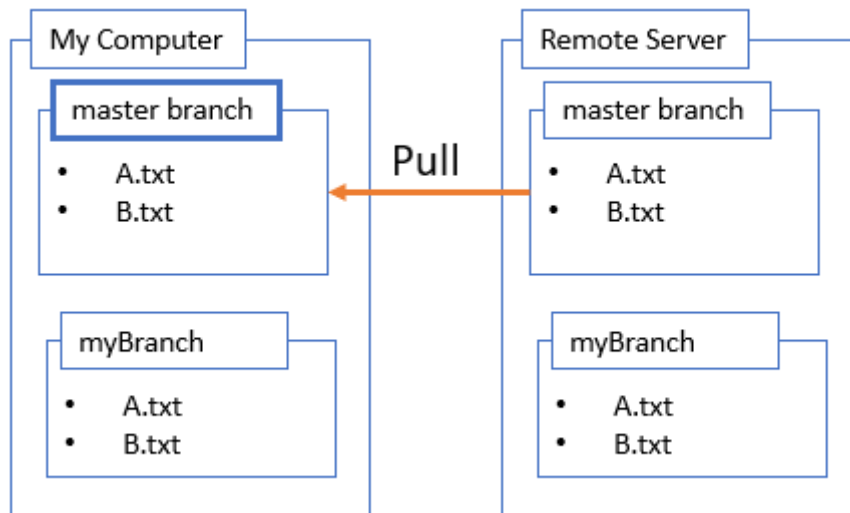 My Computer
master branch
• A.txt
• B.txt
myBranch
• A.txt
• B.txt
Pull
Remote Server
master branch
• A.txt
• B.txt
myBranch
• A.txt
• B.txt